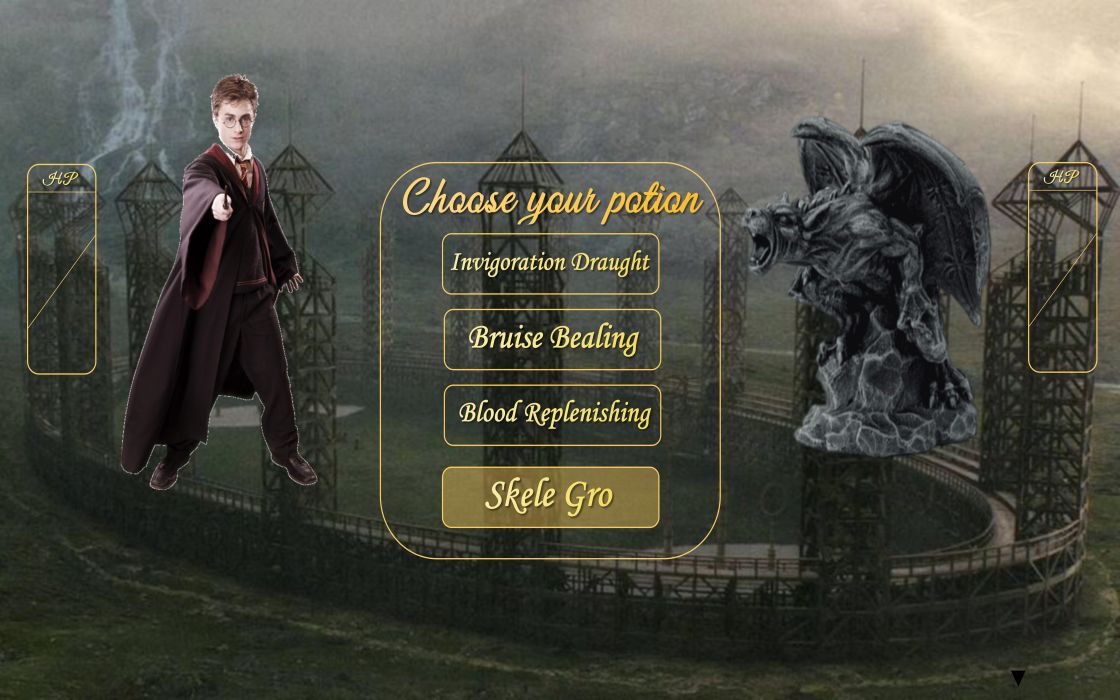 HP
Choose your potion
HP
Invigoration Draught
Bruise Bealing
Blood Replenishing
Skele Gro